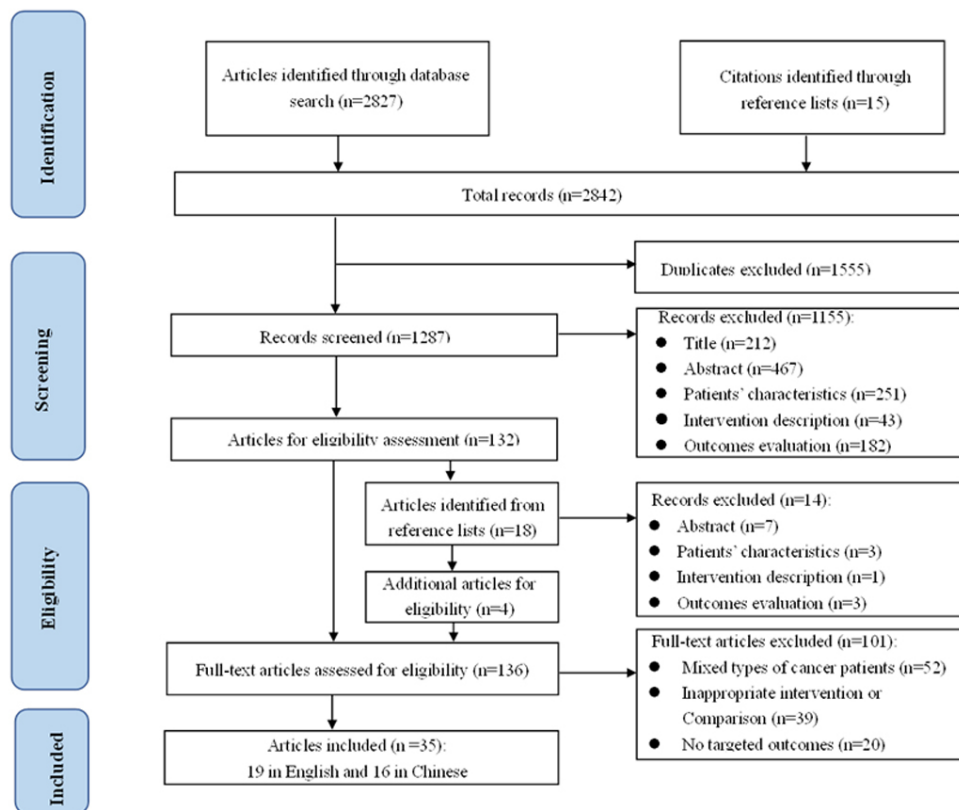 Identification
Articles identified through database
search (n=2827)
Citations identified through
reference lists (n=15)
Total records (n=2842)
Screening
Duplicates excluded (n=1555)
Records screened (n=1287)
Records excluded (n=1155):
● Title (n=212)
● Abstract (n=467)
● Patients' characteristics (n=251)
● Intervention description (n=43)
● Outcomes evaluation (n=182)
Articles for eligibility assessment (n=132)
Eligibility
Articles identified from
reference lists (n=18)
Records excluded (n=14):
● Abstract (n=7)
● Patients' characteristics (n=3)
● Intervention description (n=1)
● Outcomes evaluation (n=3)
Additional articles for
eligibility (n=4)
Full-text articles assessed for eligibility (n=136)
Full-text articles excluded (n=101):
● Mixed types of cancer patients (n=52)
● Inappropriate intervention or
Comparison (n=39)
● No targeted outcomes (n=20)
Included
Articles included (n =35):
19 in English and 16 in Chinese